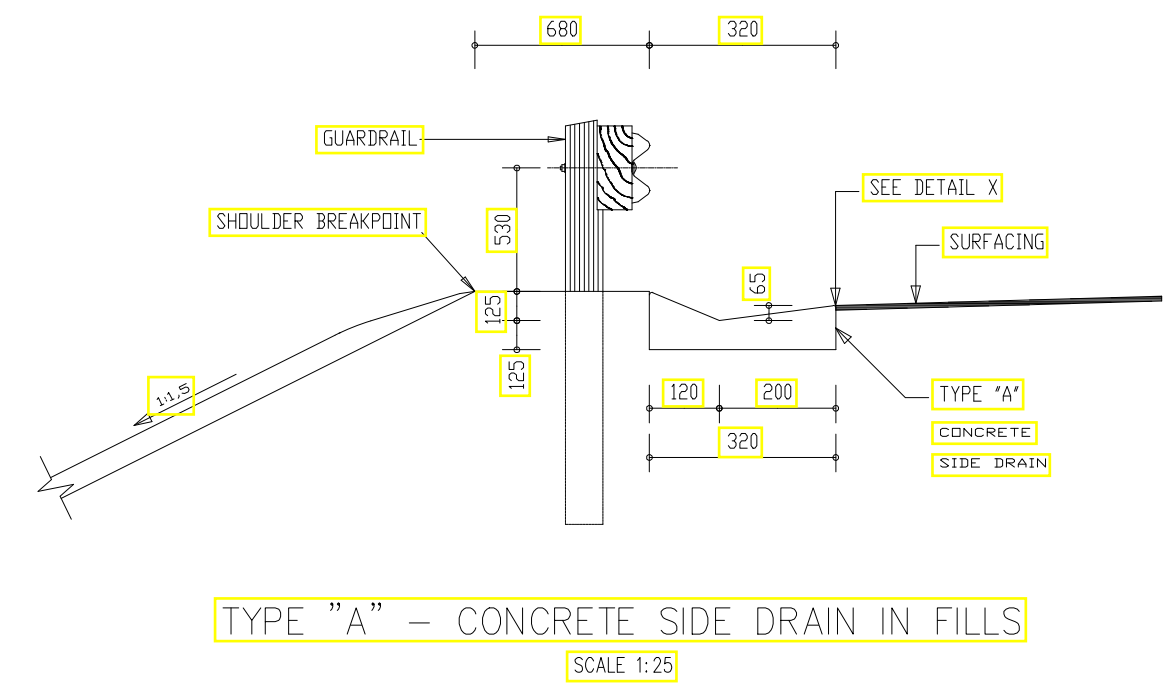 680
320
GUARDRAIL
SEE DETAIL X
SHOULDER BREAKPOINT
530
SURFACING
65
125
125
1:1,5
120
200
TYPE "A"
CONCRETE
SIDE DRAIN
320
TYPE "A" - CONCRETE SIDE DRAIN IN FILLS
SCALE 1:25